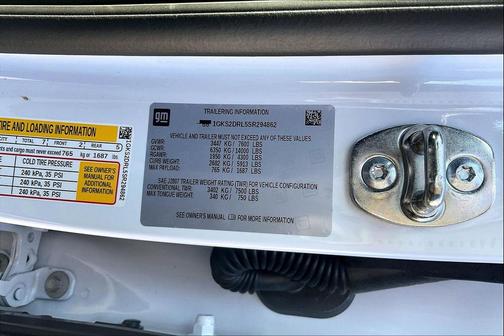 gm
TRAILERING INFORMATION
1GKS2DRL5SR294862
VEHICLE AND TRAILER MUST NOT EXCEED ANY OF THE FOLLOWING:
GVWR: 3447 KG / 7600 LBS
GCWR: 6350 KG / 14000 LBS
RGAWR: 1950 KG / 4300 LBS
CURB WEIGHT: 2682 KG / 5913 LBS
MAX PAYLOAD: 765 KG / 1687 LBS
SAE J2807 TRAILER WEIGHT RATING (TWR) FOR VEHICLE CONFIGURATION
CONVENTIONAL TWR: 3402 KG / 7500 LBS
MAX TONGUE WEIGHT: 340 KG / 750 LBS
SEE OWNER'S MANUAL FOR MORE INFORMATION
TIRE AND LOADING INFORMATION
TOTAL 7 2 5
and cargo must never exceed 765 kg or 1687 lbs
COLD TIRE PRESSURE
240 kPa, 35 PSI
240 kPa, 35 PSI
240 kPa, 35 PSI
SEE OWNER'S
MANUAL FOR
ADDITIONAL
INFORMATION
1GKS2DRL5SR294862